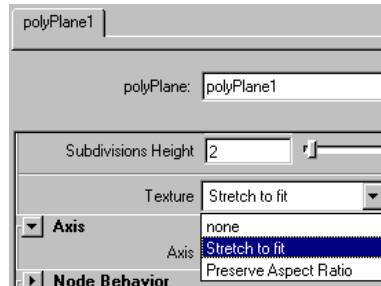 polyPlane1
polyPlane: polyPlane1
Subdivisions Height 2
Texture Stretch to fit
Axis none
Axis Stretch to fit
Preserve Aspect Ratio
Node Behavior